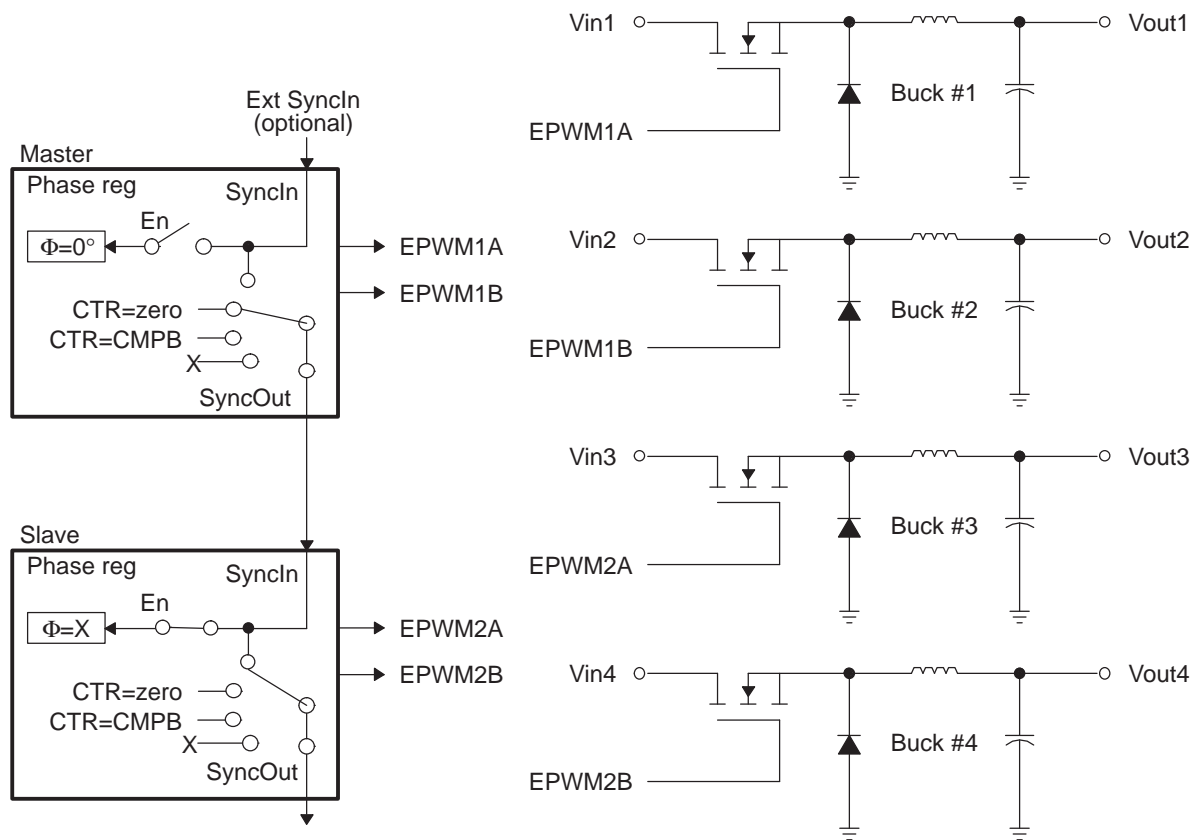 Ext SyncIn
(optional)
Master
Phase reg
SyncIn
En
Φ=0°
EPWM1A
EPWM1B
CTR=zero
CTR=CMPB
X
SyncOut
Slave
Phase reg
SyncIn
En
Φ=X
EPWM2A
EPWM2B
CTR=zero
CTR=CMPB
X
SyncOut
Vin1
Vout1
Buck #1
EPWM1A
Vin2
Vout2
Buck #2
EPWM1B
Vin3
Vout3
Buck #3
EPWM2A
Vin4
Vout4
Buck #4
EPWM2B